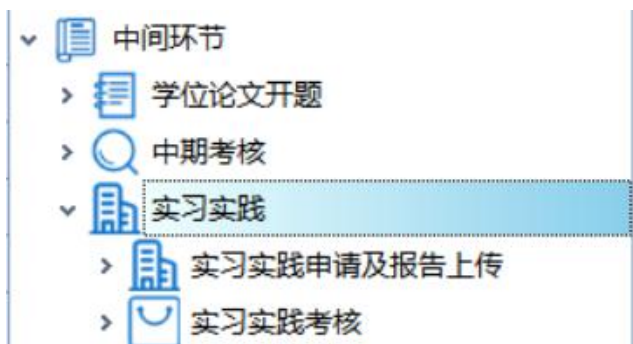 中间环节
学位论文开题
中期考核
实习实践
实习实践申请及报告上传
实习实践考核